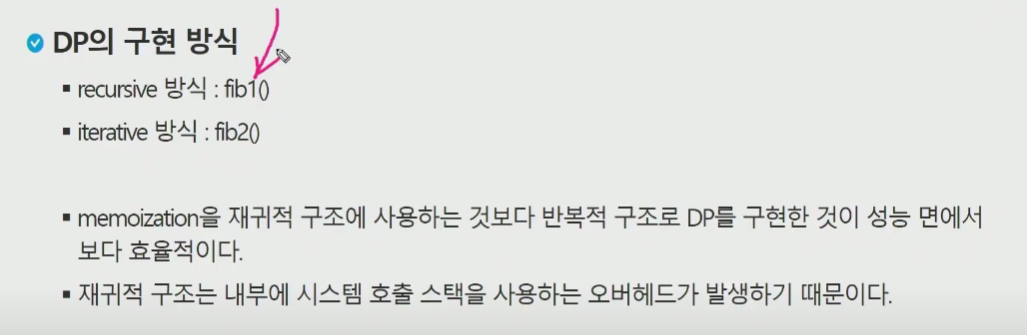 DP의 구현 방식
▪ recursive 방식 : fib1()
▪ iterative 방식 : fib2()
▪ memoization을 재귀적 구조에 사용하는 것보다 반복적 구조로 DP를 구현한 것이 성능 면에서
보다 효율적이다.
▪ 재귀적 구조는 내부에 시스템 호출 스택을 사용하는 오버헤드가 발생하기 때문이다.